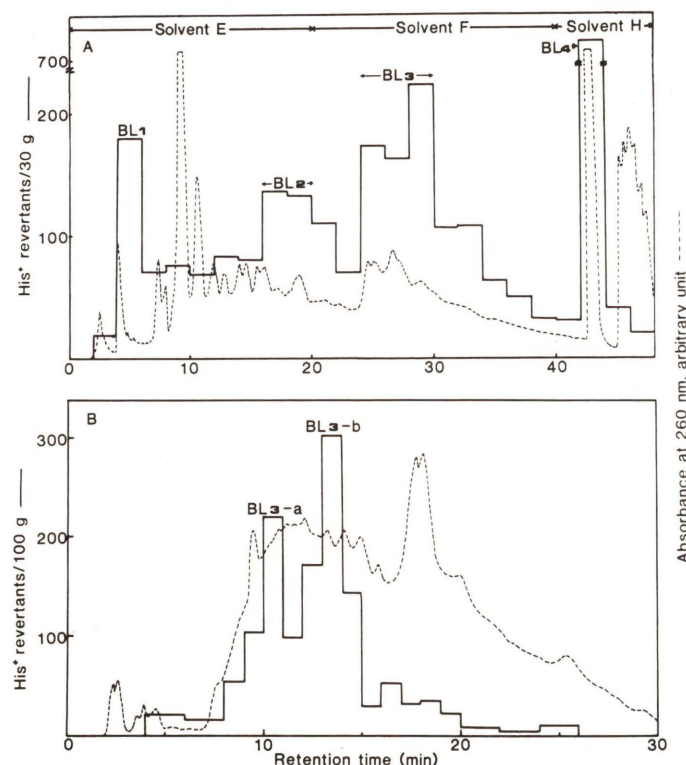 Solvent E Solvent F Solvent H
A
BL4
700
BL3
200
BL1
BL2
100
His⁺ revertants/30 g ——
0 10 20 30 40
B
BL3-b
300
BL3-a
200
100
0 10 20 30
His⁺ revertants/100 g ——
Retention time (min)
Absorbance at 260 nm, arbitrary unit ----